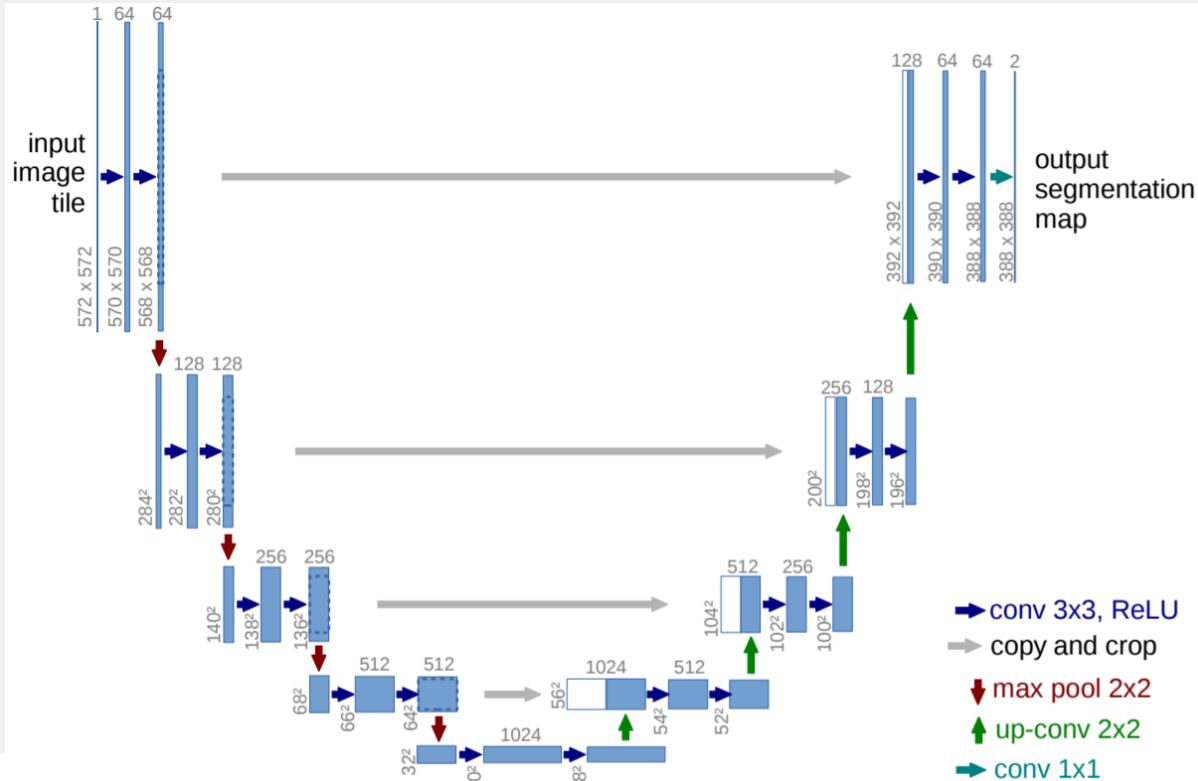 1 64 64
input
image
tile
572 x 572
570 x 570
568 x 568
128 64 64 2
output
segmentation
map
392 x 392
390 x 390
388 x 388
388 x 388
128 128
284²
282²
280²
256 128
200²
198²
196²
256 256
140²
138²
136²
512 256
104²
102²
100²
512 512
68²
66²
64²
1024 512
56²
54²
52²
1024
32²
0²
8²
conv 3x3, ReLU
copy and crop
max pool 2x2
up-conv 2x2
conv 1x1